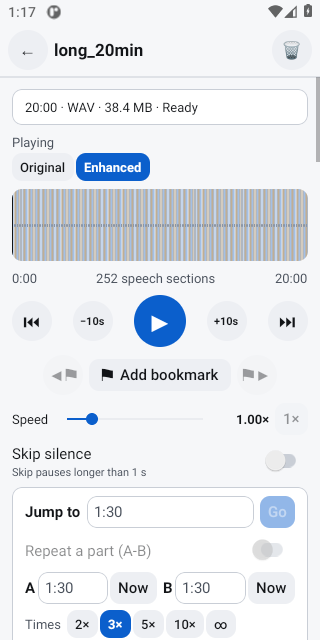 1:17
← long_20min
20:00 · WAV · 38.4 MB · Ready
Playing
Original Enhanced
0:00 252 speech sections 20:00
−10s +10s
Add bookmark
Speed 1.00× 1×
Skip silence
Skip pauses longer than 1 s
Jump to 1:30 Go
Repeat a part (A-B)
A 1:30 Now B 1:30 Now
Times 2× 3× 5× 10× ∞